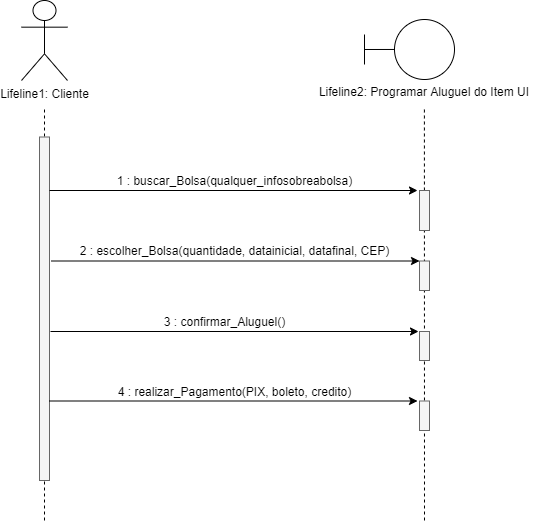 Lifeline1: Cliente
Lifeline2: Programar Aluguel do Item UI
1 : buscar_Bolsa(qualquer_infosobreabolsa)
2 : escolher_Bolsa(quantidade, datainicial, datafinal, CEP)
3 : confirmar_Aluguel()
4 : realizar_Pagamento(PIX, boleto, credito)